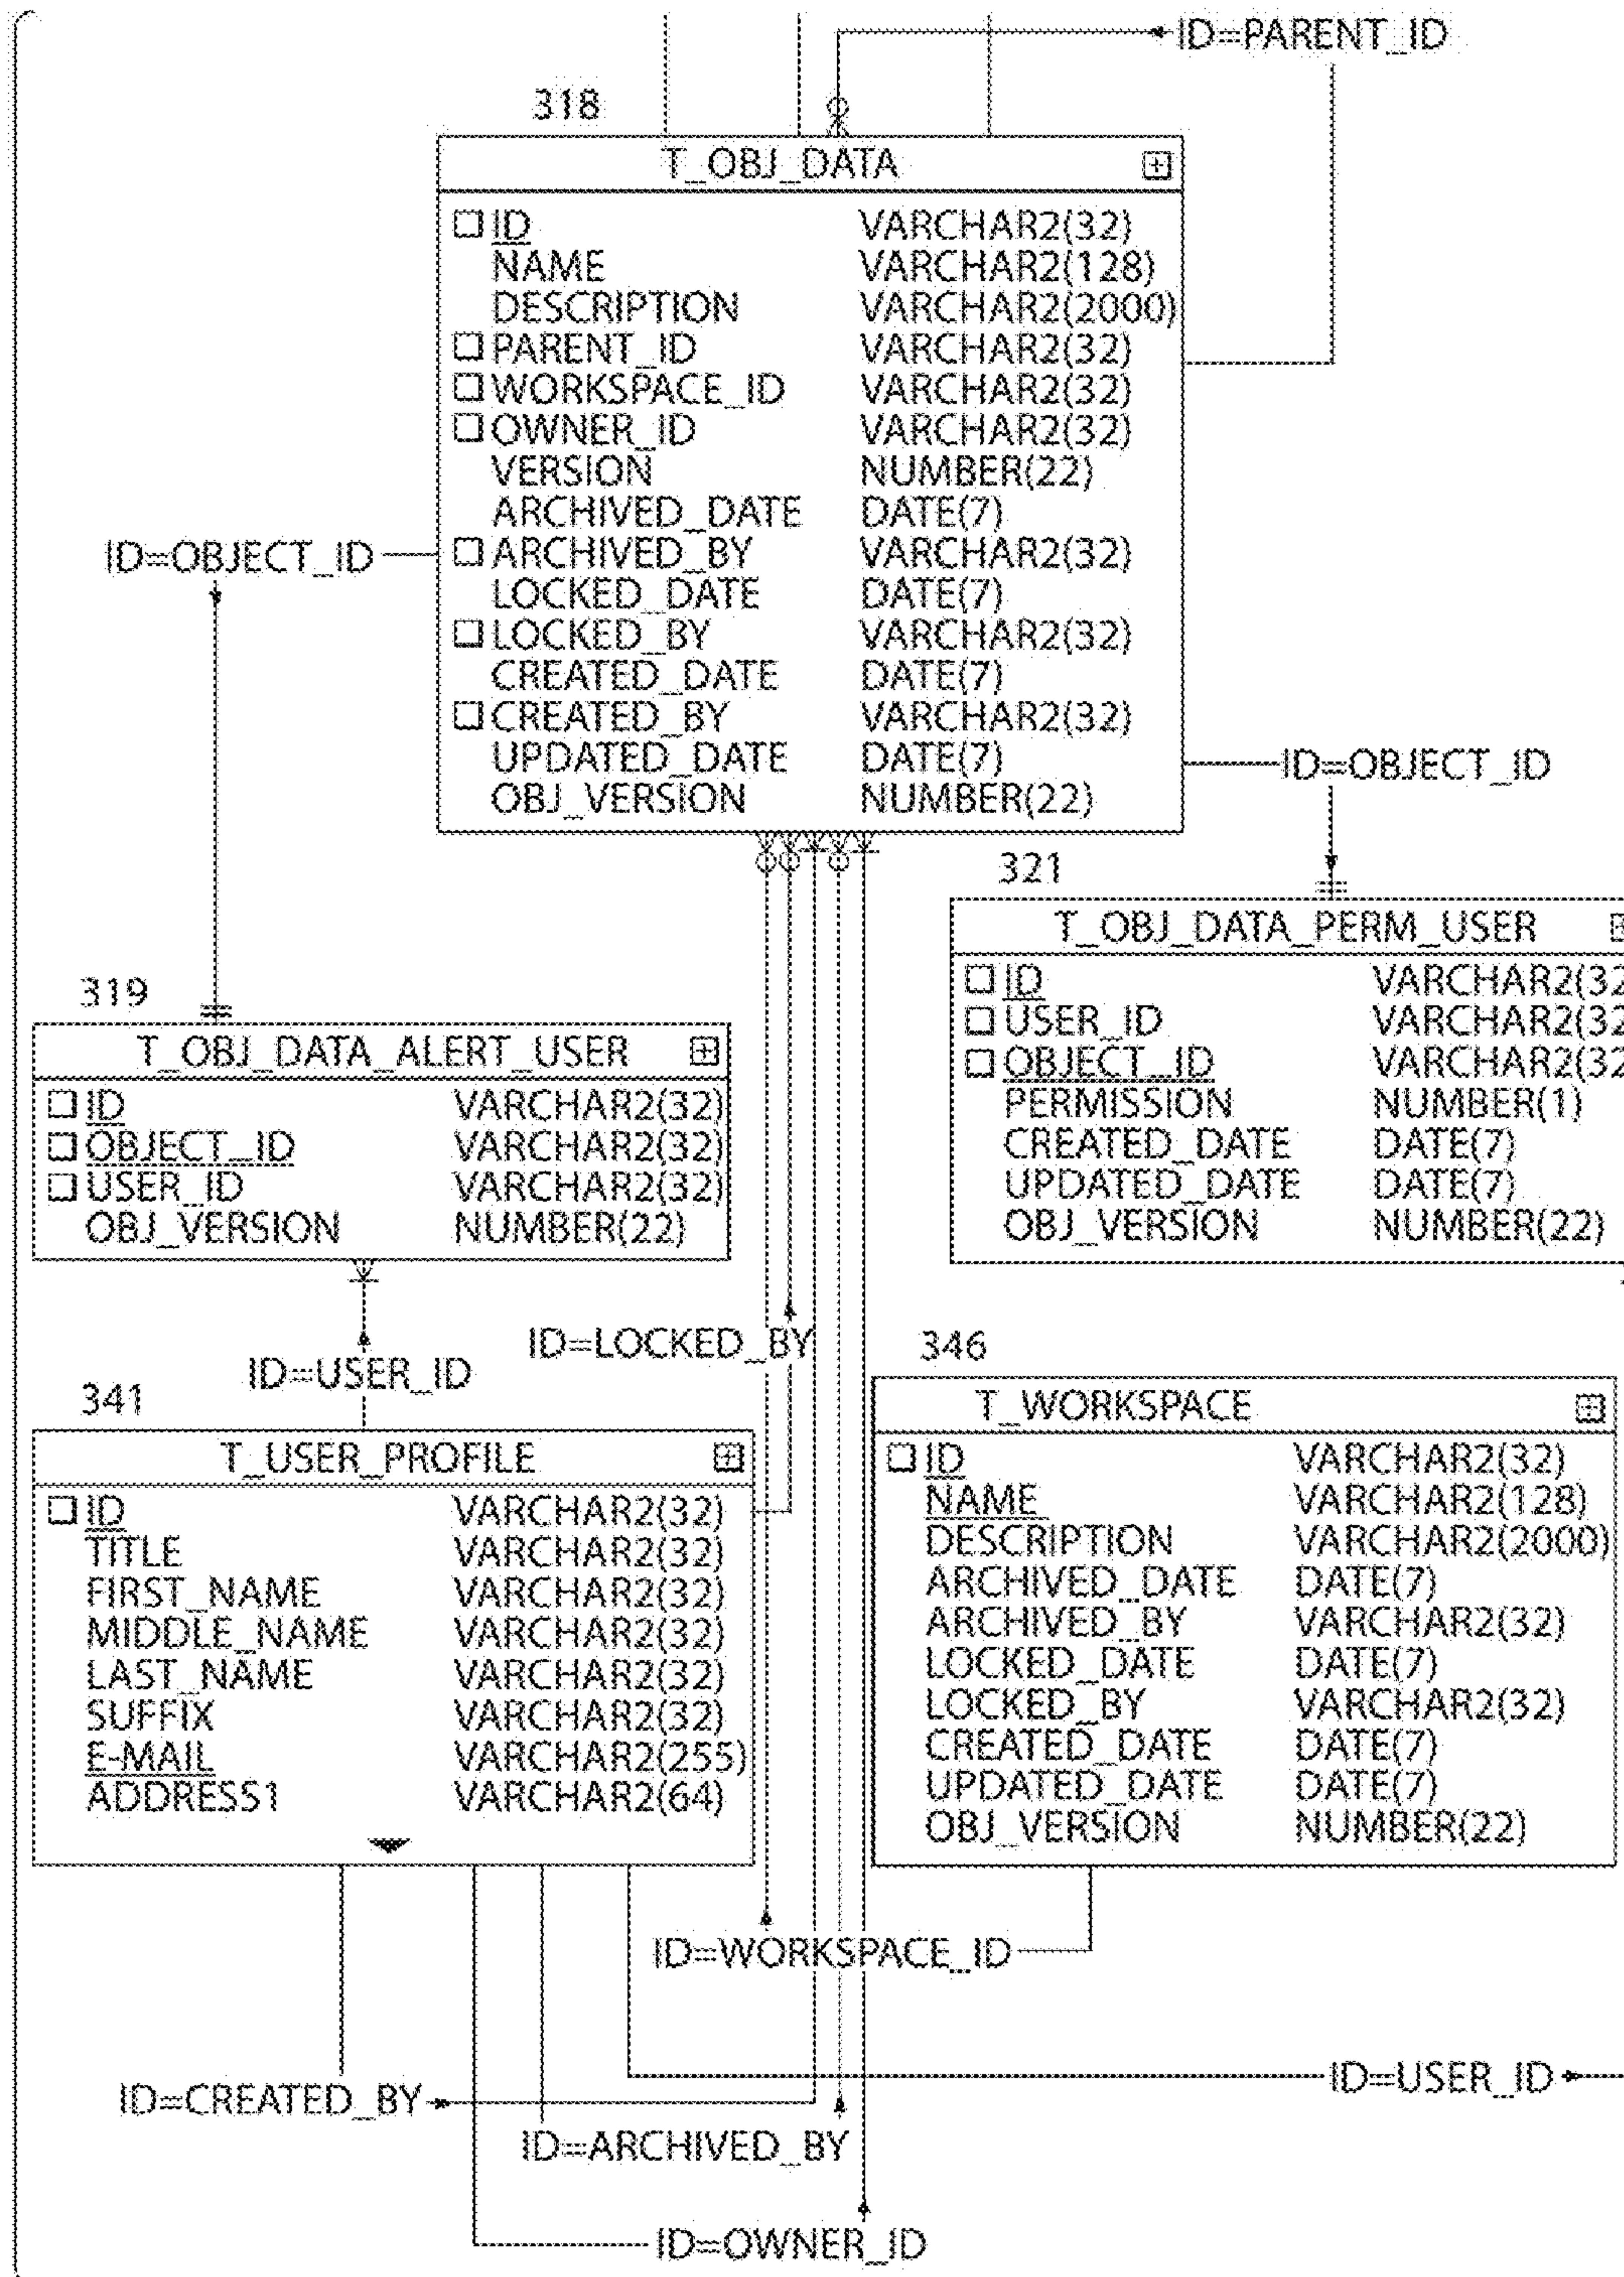 ID=PARENT_ID
318
T_OBJ_DATA
ID VARCHAR2(32)
NAME VARCHAR2(128)
DESCRIPTION VARCHAR2(2000)
PARENT_ID VARCHAR2(32)
WORKSPACE_ID VARCHAR2(32)
OWNER_ID VARCHAR2(32)
VERSION NUMBER(22)
ARCHIVED_DATE DATE(7)
ARCHIVED_BY VARCHAR2(32)
LOCKED_DATE DATE(7)
LOCKED_BY VARCHAR2(32)
CREATED_DATE DATE(7)
CREATED_BY VARCHAR2(32)
UPDATED_DATE DATE(7)
OBJ_VERSION NUMBER(22)
ID=OBJECT_ID
ID=OBJECT_ID
321
T_OBJ_DATA_PERM_USER
ID VARCHAR2(32
USER_ID VARCHAR2(32
OBJECT_ID VARCHAR2(32
PERMISSION NUMBER(1)
CREATED_DATE DATE(7)
UPDATED_DATE DATE(7)
OBJ_VERSION NUMBER(22)
319
T_OBJ_DATA_ALERT_USER
ID VARCHAR2(32)
OBJECT_ID VARCHAR2(32)
USER_ID VARCHAR2(32)
OBJ_VERSION NUMBER(22)
ID=USER_ID
ID=LOCKED_BY
341
T_USER_PROFILE
ID VARCHAR2(32)
TITLE VARCHAR2(32)
FIRST_NAME VARCHAR2(32)
MIDDLE_NAME VARCHAR2(32)
LAST_NAME VARCHAR2(32)
SUFFIX VARCHAR2(32)
E-MAIL VARCHAR2(255)
ADDRES51 VARCHAR2(64)
346
T_WORKSPACE
ID VARCHAR2(32)
NAME VARCHAR2(128)
DESCRIPTION VARCHAR2(2000)
ARCHIVED_DATE DATE(7)
ARCHIVED_BY VARCHAR2(32)
LOCKED_DATE DATE(7)
LOCKED_BY VARCHAR2(32)
CREATED_DATE DATE(7)
UPDATED_DATE DATE(7)
OBJ_VERSION NUMBER(22)
ID=WORKSPACE_ID
ID=USER_ID
ID=CREATED_BY
ID=ARCHIVED_BY
ID=OWNER_ID